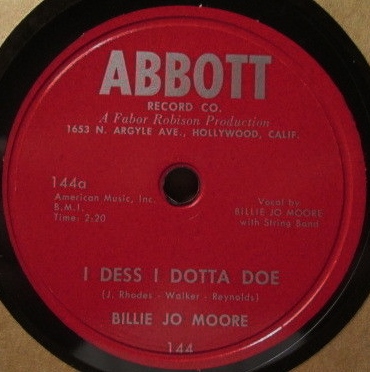 ABBOTT
RECORD CO.
A Fabor Robison Production
1653 N. ARGYLE AVE., HOLLYWOOD, CALIF.
144a
American Music, Inc.
B.M.I.
Time: 2:20
Vocal by
BILLIE JO MOORE
with String Band
I DESS I DOTTA DOE
(J. Rhodes - Walker - Reynolds)
BILLIE JO MOORE
144